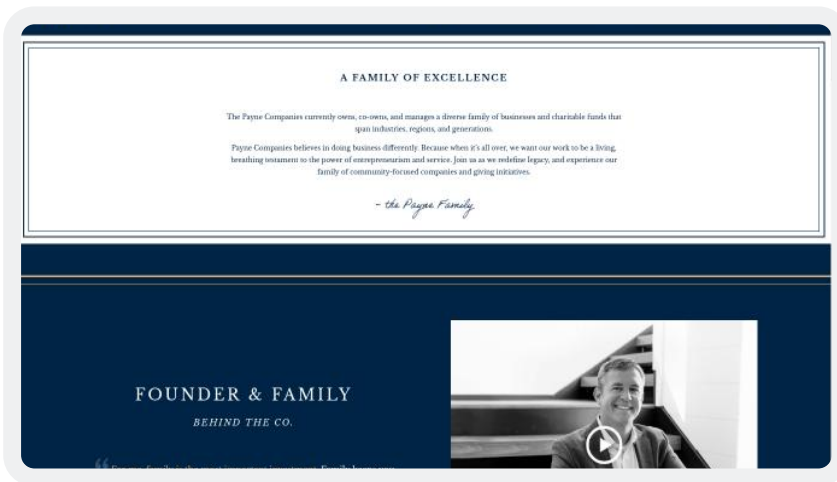 A FAMILY OF EXCELLENCE
The Payne Companies currently owns, co-owns, and manages a diverse family of businesses and charitable funds that
span industries, regions, and generations.
Payne Companies believes in doing business differently. Because when it's all over, we want our work to be a living,
breathing testament to the power of entrepreneurism and service. Join us as we redefine legacy, and experience our
family of community-focused companies and giving initiatives.
- the Payne Family
FOUNDER & FAMILY
BEHIND THE CO.